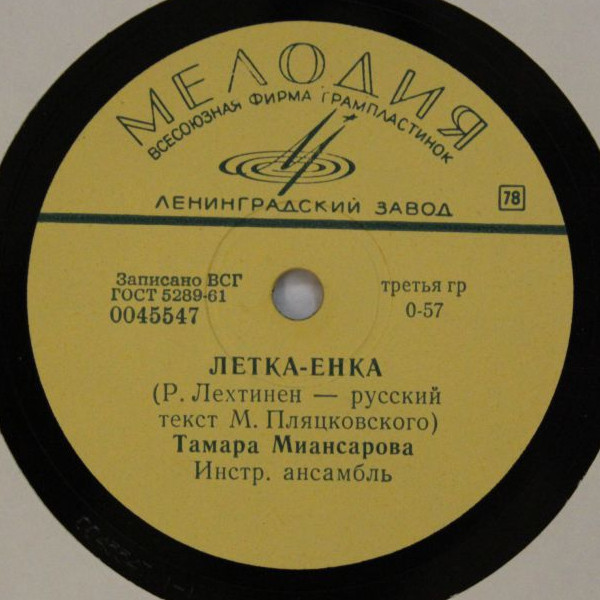 МЕЛОДИЯ
ВСЕСОЮЗНАЯ ФИРМА ГРАМПЛАСТИНОК
ЛЕНИНГРАДСКИЙ ЗАВОД
78
Записано ВСГ
ГОСТ 5289-61
0045547
третья гр
0-57
ЛЕТКА-ЕНКА
(Р. Лехтинен — русский
текст М. Пляцковского)
Тамара Миансарова
Инстр. ансамбль